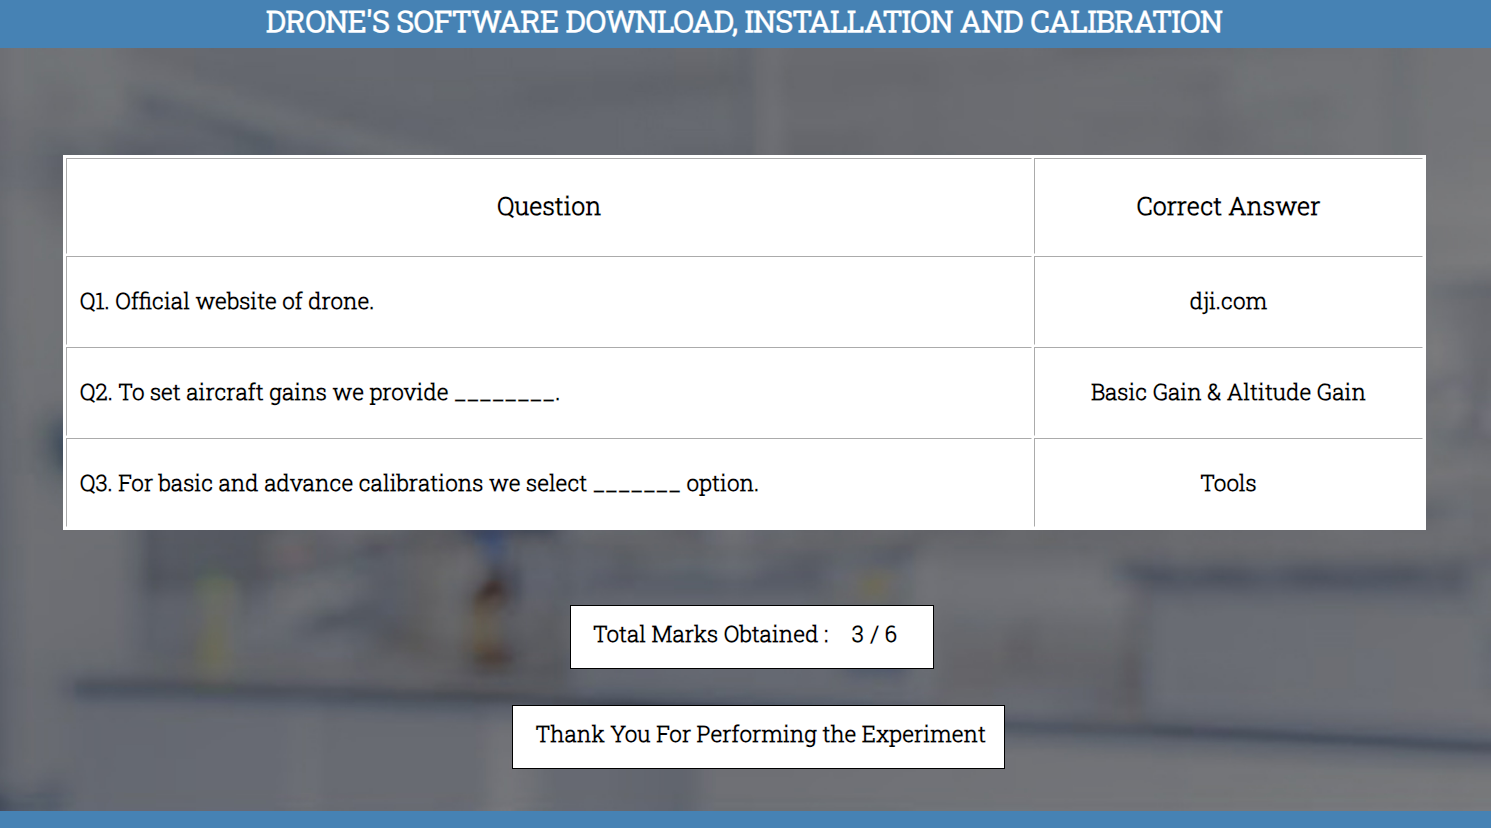 DRONE'S SOFTWARE DOWNLOAD, INSTALLATION AND CALIBRATION
Question
Correct Answer
Q1. Official website of drone.
dji.com
Q2. To set aircraft gains we provide ________.
Basic Gain & Altitude Gain
Q3. For basic and advance calibrations we select _______ option.
Tools
Total Marks Obtained : 3 / 6
Thank You For Performing the Experiment